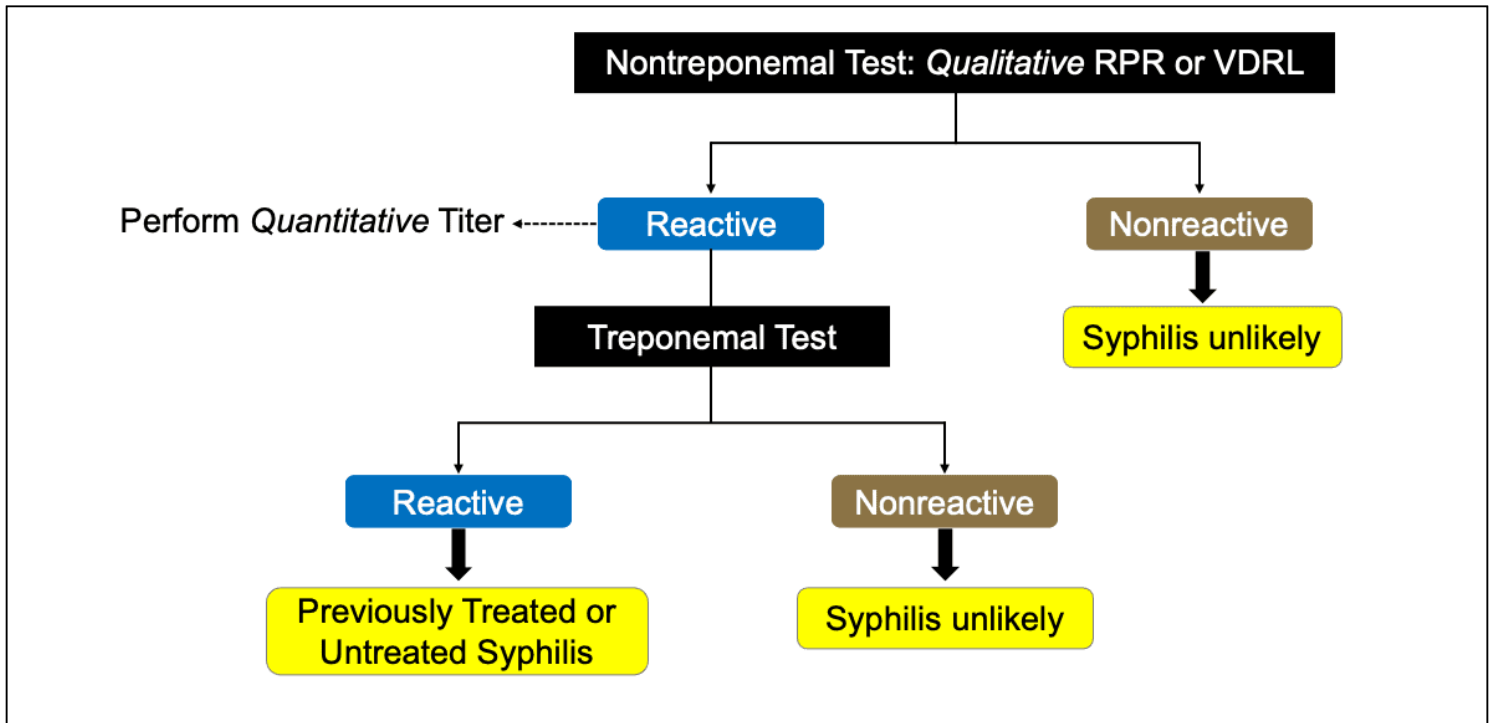 Nontreponemal Test: Qualitative RPR or VDRL
Perform Quantitative Titer
Reactive
Nonreactive
Treponemal Test
Syphilis unlikely
Reactive
Nonreactive
Previously Treated or
Untreated Syphilis
Syphilis unlikely